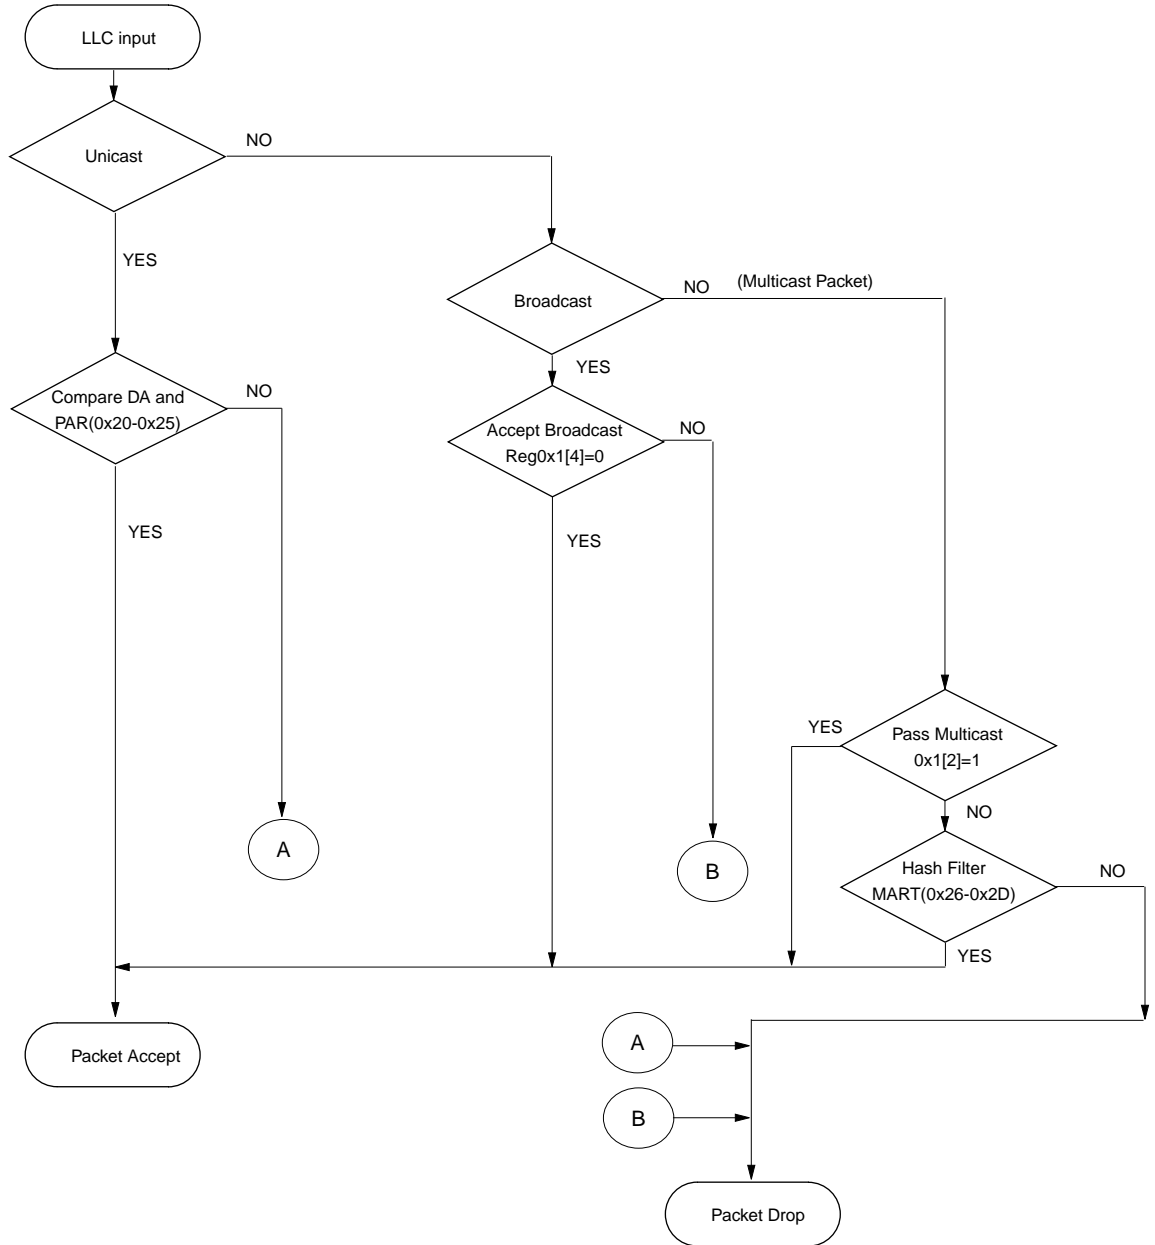 LLC input
NO
Unicast
YES
NO
(Multicast Packet)
Broadcast
YES
NO
Compare DA and
PAR(0x20-0x25)
NO
Accept Broadcast
Reg0x1[4]=0
YES
YES
YES
Pass Multicast
0x1[2]=1
NO
A
B
Hash Filter
MART(0x26-0x2D)
NO
YES
A
Packet Accept
B
Packet Drop